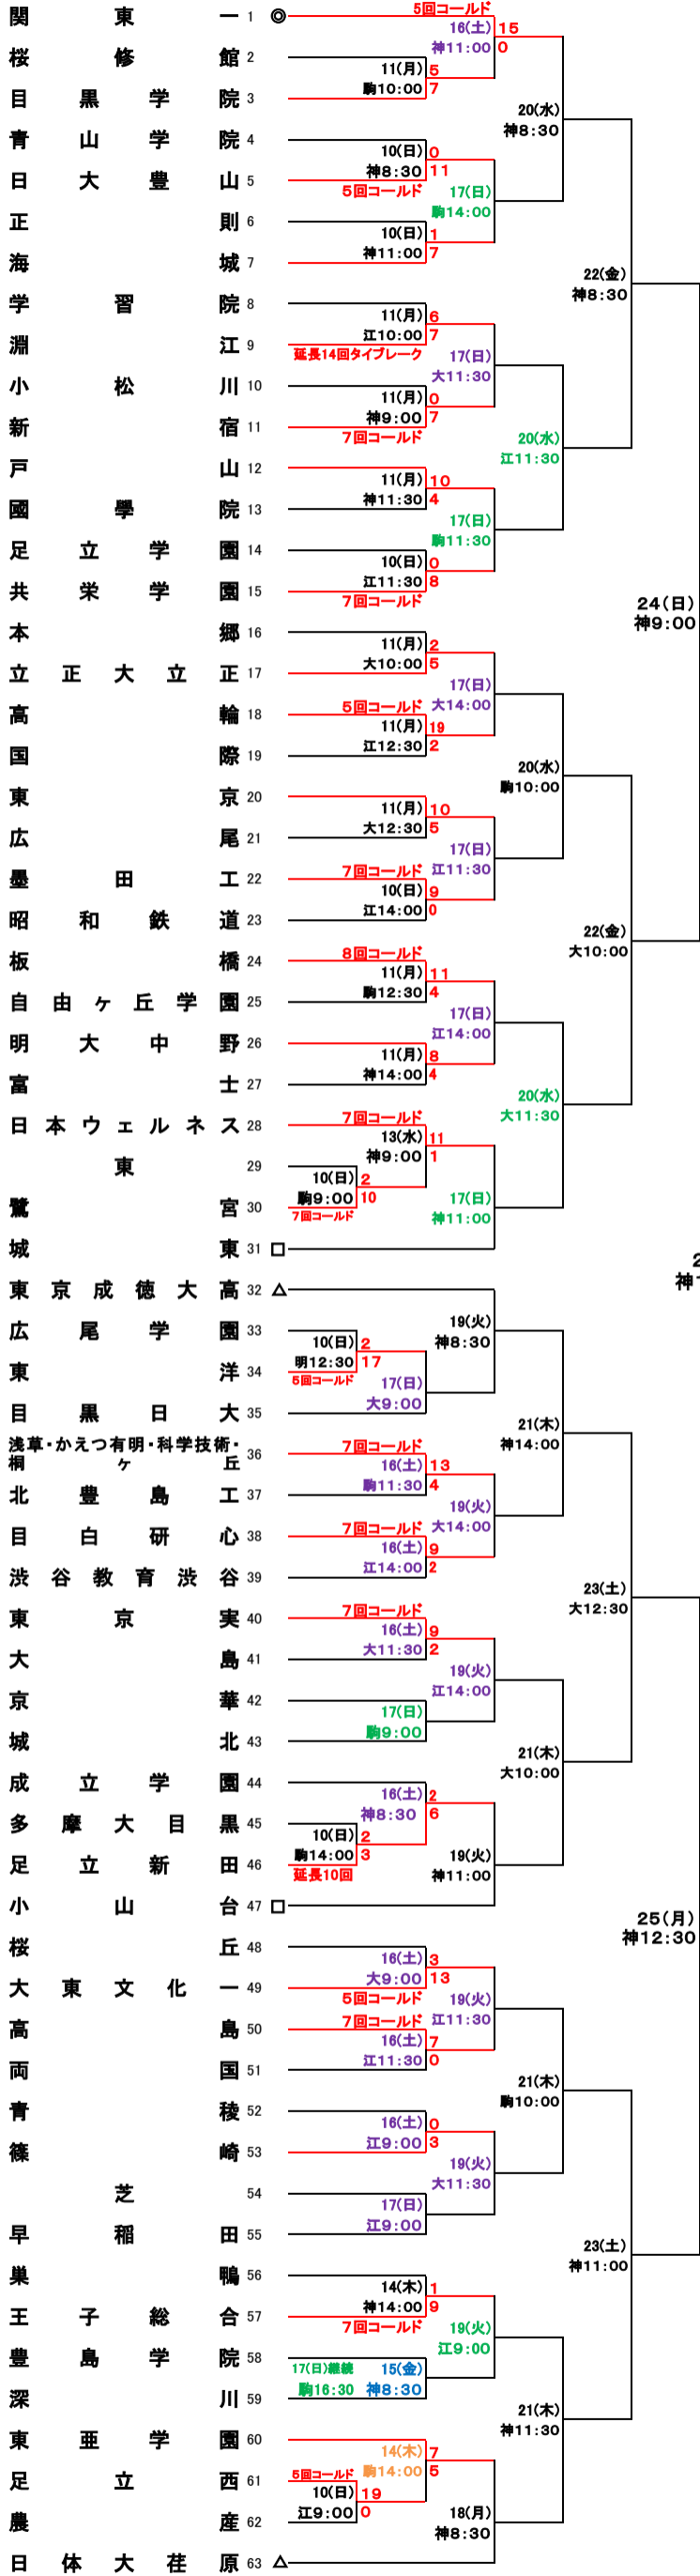 5回コールド
関東一 1 ◎
16(土) 15
神11:00 0
桜修館 2
11(月) 5
駒10:00 7
目黒学院 3
20(水)
神8:30
青山学院 4
10(日) 0
神8:30 11
日大豊山 5
5回コールド
17(日)
駒14:00
正則 6
10(日) 1
神11:00 7
海城 7
22(金)
神8:30
学習院 8
11(月) 6
江10:00 7
淵江 9
延長14回タイブレーク
17(日)
大11:30
小松川 10
11(月) 0
神9:00 7
新宿 11
7回コールド
20(水)
江11:30
戸山 12
11(月) 10
神11:30 4
國學院 13
17(日)
駒11:30
足立学園 14
10(日) 0
江11:30 8
共栄学園 15
7回コールド
24(日)
神9:00
本郷 16
11(月) 2
大10:00 5
立正大立正 17
17(日)
大14:00
5回コールド
高輪 18
11(月) 19
江12:30 2
国際 19
20(水)
駒10:00
東京 20
11(月) 10
大12:30 5
広尾 21
17(日)
江11:30
7回コールド
墨田工 22
10(日) 9
江14:00 0
昭和鉄道 23
22(金)
大10:00
8回コールド
板橋 24
11(月) 11
駒12:30 4
自由ヶ丘学園 25
17(日)
江14:00
明大中野 26
11(月) 8
神14:00 4
富士 27
20(水)
大11:30
7回コールド
日本ウェルネス 28
13(水) 11
神9:00 1
東 29
10(日) 2
駒9:00 10
鷺宮 30
7回コールド
17(日)
神11:00
城東 31 □
2
神1
東京成徳大高 32 △
19(火)
神8:30
広尾学園 33
10(日) 2
明12:30 17
東洋 34
5回コールド
17(日)
大9:00
目黒日大 35
21(木)
神14:00
浅草・かえつ有明・科学技術・
桐ヶ丘 36
7回コールド
16(土) 13
駒11:30 4
北豊島工 37
19(火)
大14:00
7回コールド
目白研心 38
16(土) 9
江14:00 2
渋谷教育渋谷 39
23(土)
大12:30
7回コールド
東京実 40
16(土) 9
大11:30 2
大島 41
19(火)
江14:00
京華 42
17(日)
駒9:00
城北 43
21(木)
大10:00
成立学園 44
16(土) 2
神8:30 6
多摩大目黒 45
10(日) 2
駒14:00 3
足立新田 46
延長10回
19(火)
神11:00
小山台 47 □
25(月)
神12:30
桜丘 48
16(土) 3
大9:00 13
大東文化一 49
5回コールド
19(火)
江11:30
7回コールド
高島 50
16(土) 7
江11:30 0
両国 51
21(木)
駒10:00
青稜 52
16(土) 0
江9:00 3
篠崎 53
19(火)
大11:30
芝 54
17(日)
江9:00
早稲田 55
23(土)
神11:00
巣鴨 56
14(木) 1
神14:00 9
王子総合 57
7回コールド
19(火)
江9:00
豊島学院 58
17(日)継続 15(金)
駒16:30 神8:30
深川 59
21(木)
神11:30
東亜学園 60
14(木) 7
駒14:00 5
5回コールド
足立西 61
10(日) 19
江9:00 0
農産 62
18(月)
神8:30
日体大荏原 63 △